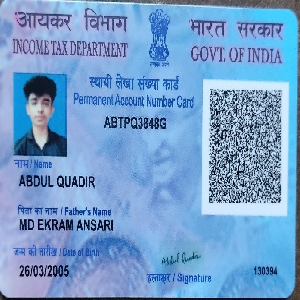 आयकर विभाग
INCOME TAX DEPARTMENT
भारत सरकार
GOVT. OF INDIA
स्थायी लेखा संख्या कार्ड
Permanent Account Number Card
ABTPQ3848G
नाम / Name
ABDUL QUADIR
पिता का नाम / Father's Name
MD EKRAM ANSARI
जन्म की तारीख / Date of Birth
26/03/2005
Abdul Quadir
हस्ताक्षर / Signature
130394